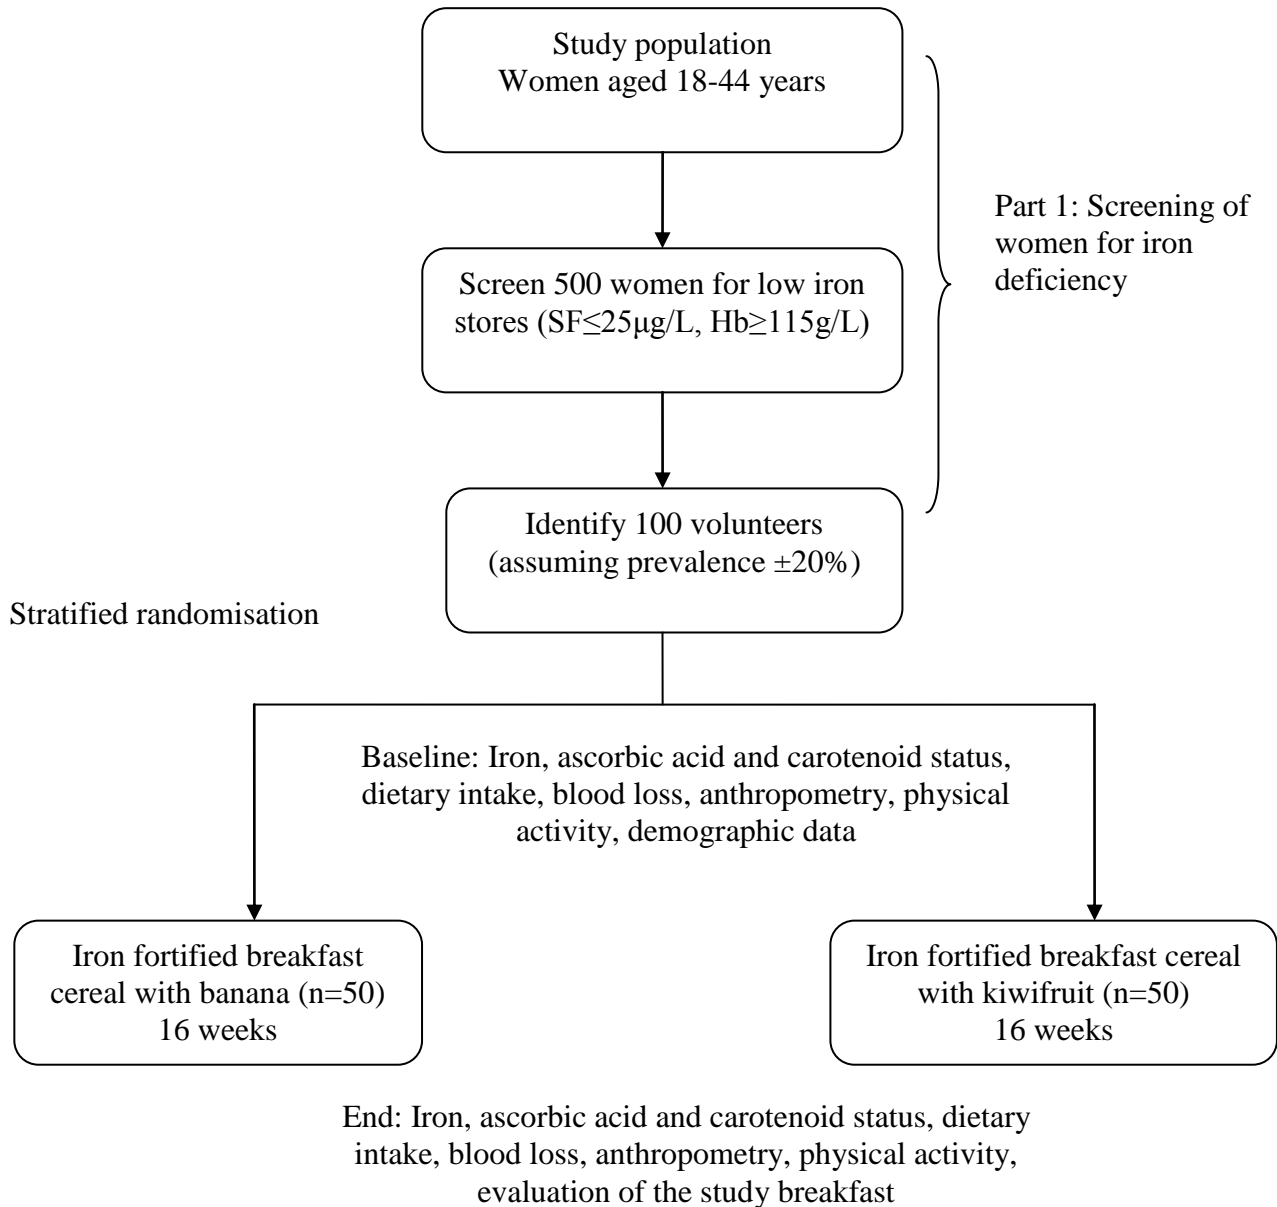 Study population
Women aged 18-44 years
Part 1: Screening of
women for iron
deficiency
Screen 500 women for low iron
stores (SF≤25μg/L, Hb≥115g/L)
Identify 100 volunteers
(assuming prevalence ±20%)
Stratified randomisation
Baseline: Iron, ascorbic acid and carotenoid status,
dietary intake, blood loss, anthropometry, physical
activity, demographic data
Iron fortified breakfast
cereal with banana (n=50)
16 weeks
Iron fortified breakfast cereal
with kiwifruit (n=50)
16 weeks
End: Iron, ascorbic acid and carotenoid status, dietary
intake, blood loss, anthropometry, physical activity,
evaluation of the study breakfast